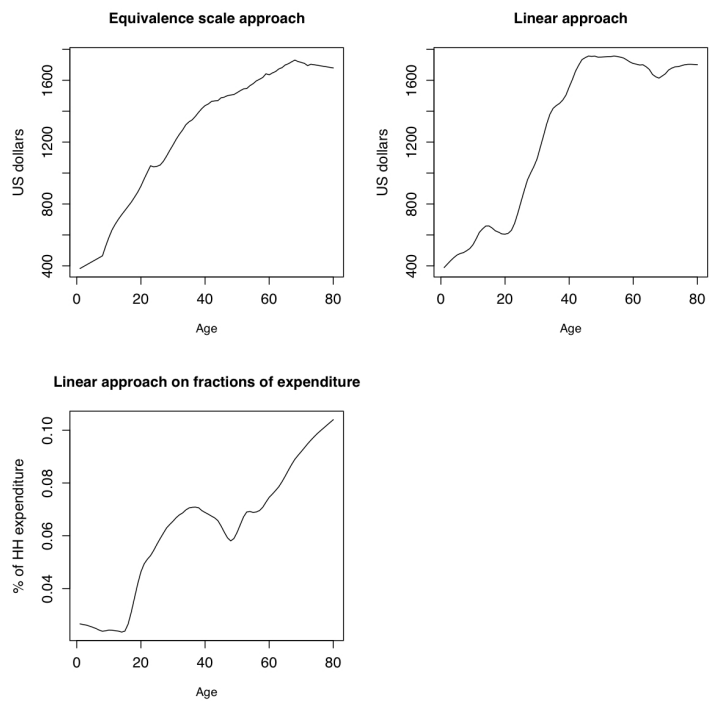 Equivalence scale approach
US dollars
1600
1200
800
400
0 20 40 60 80
Age
Linear approach
US dollars
1600
1200
800
400
0 20 40 60 80
Age
Linear approach on fractions of expenditure
% of HH expenditure
0.10
0.08
0.06
0.04
0 20 40 60 80
Age